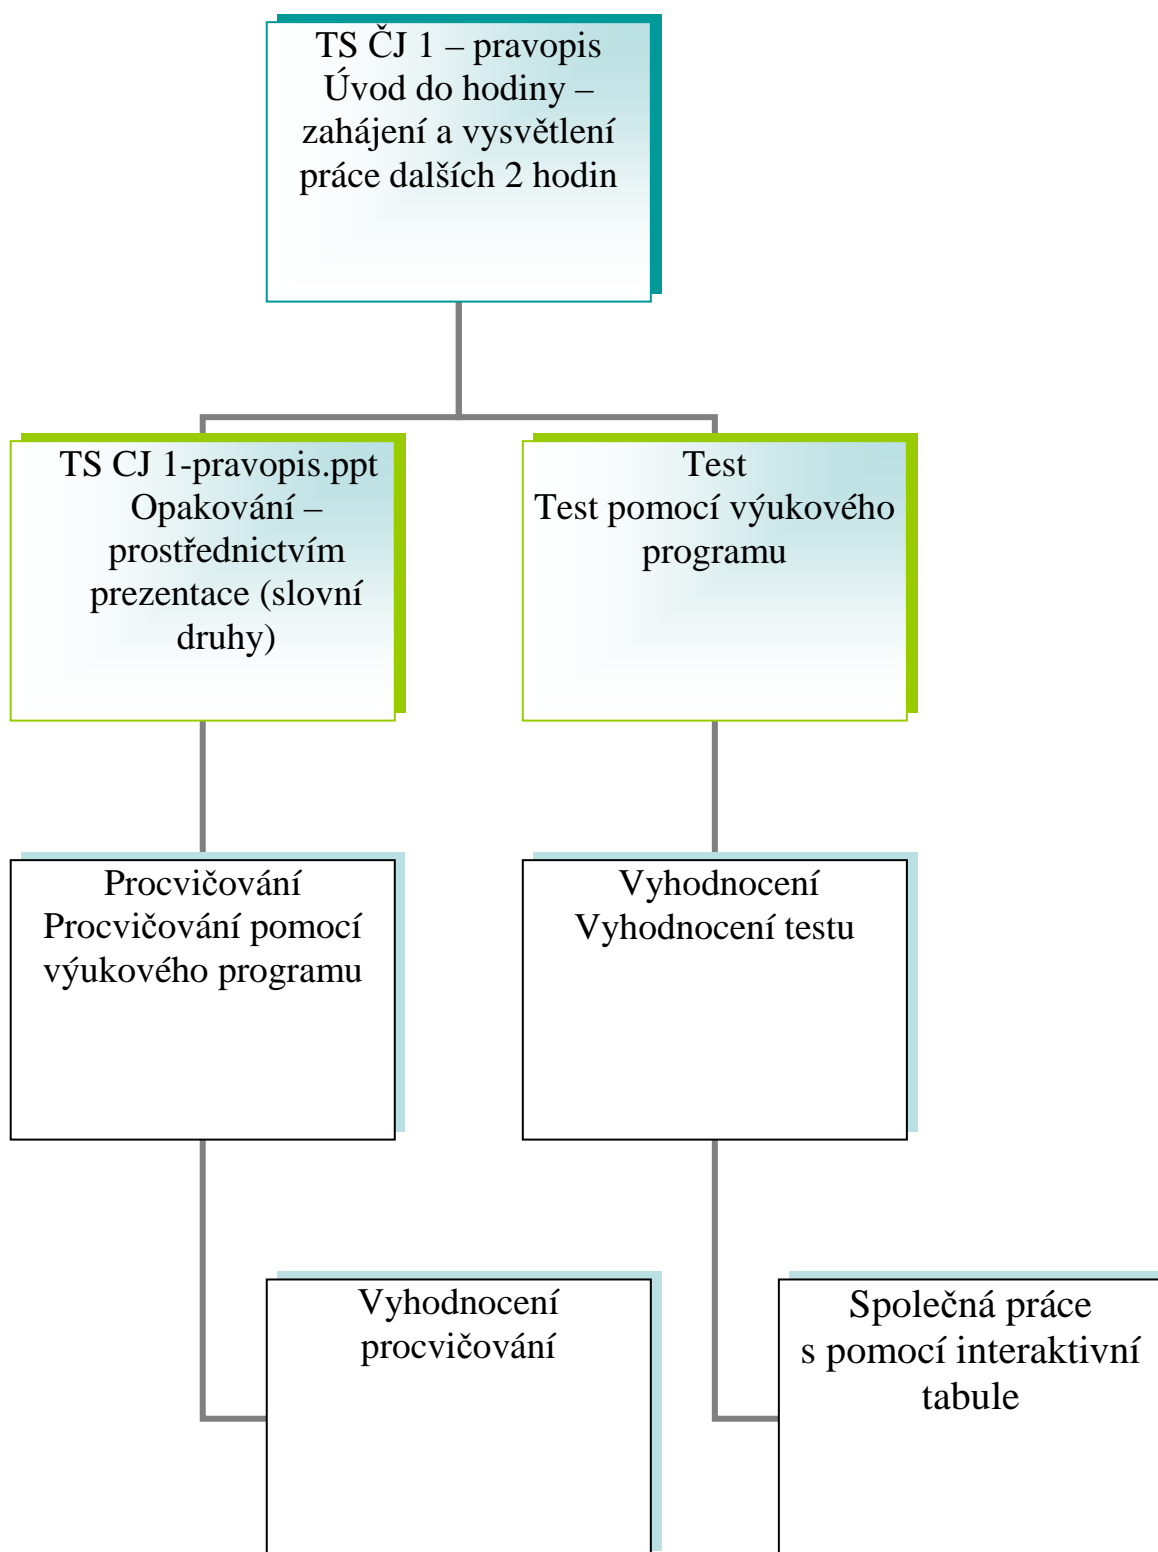 TS ČJ 1 – pravopis
Úvod do hodiny –
zahájení a vysvětlení
práce dalších 2 hodin
TS CJ 1-pravopis.ppt
Opakování –
prostřednictvím
prezentace (slovní
druhy)
Test
Test pomocí výukového
programu
Procvičování
Procvičování pomocí
výukového programu
Vyhodnocení
Vyhodnocení testu
Vyhodnocení
procvičování
Společná práce
s pomocí interaktivní
tabule